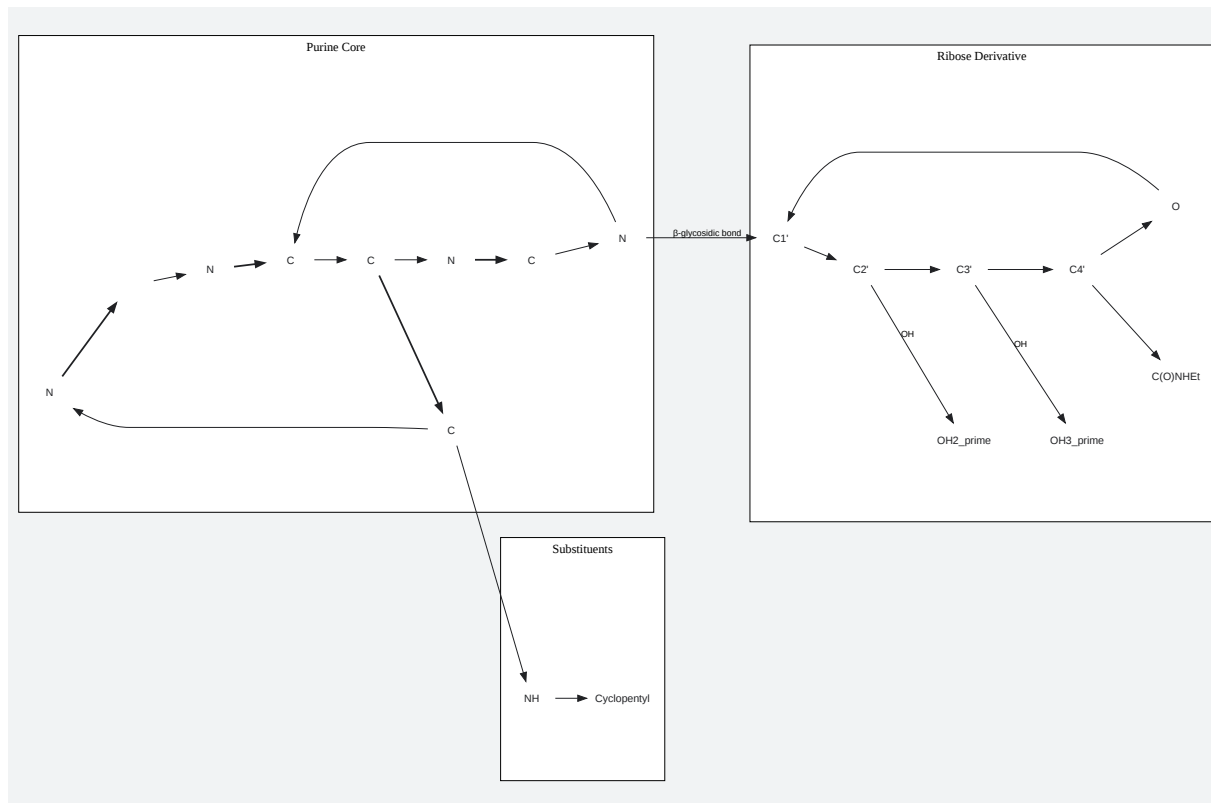 Purine Core
Ribose Derivative
N
N
C
C
N
C
N
C
β-glycosidic bond
C1'
C2'
C3'
C4'
O
OH
OH
C(O)NHEt
OH2_prime
OH3_prime
Substituents
NH
Cyclopentyl